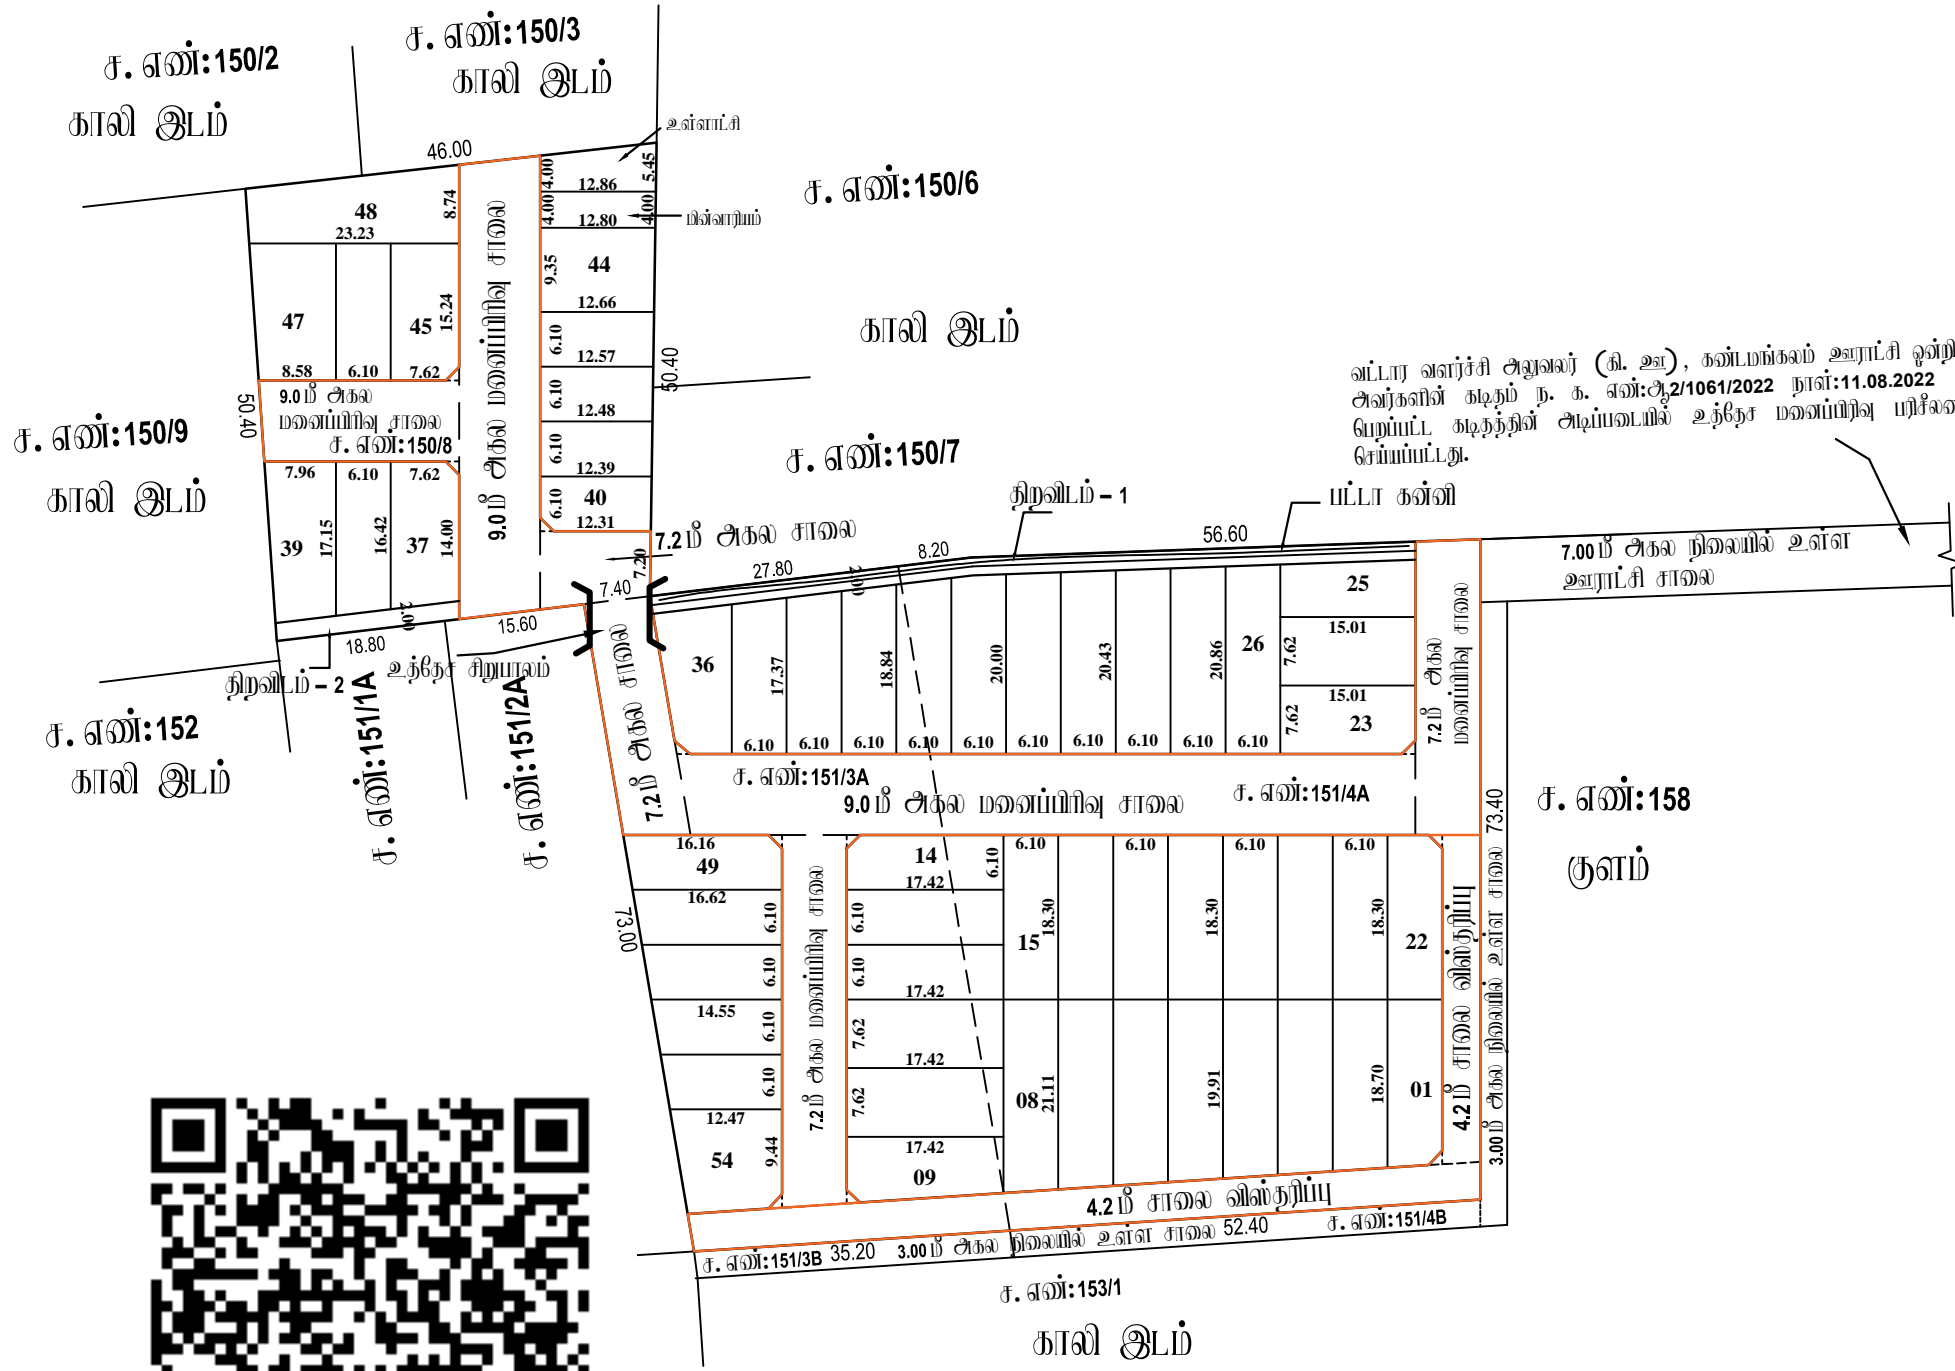 ச. எண்:150/2
காலி இடம்
ச. எண்:150/3
காலி இடம்
உள்ளாட்சி
46.00
4.00
12.86
5.45
4.00
12.80
4.00
மின்வாரியம்
ச. எண்:150/6
காலி இடம்
48
23.23
8.74
9.0 மீ அகல மனைப்பிரிவு சாலை
9.35
44
12.66
47
45
15.24
6.10
12.57
50.40
8.58
6.10
7.62
6.10
12.48
9.0 மீ அகல
மனைப்பிரிவு சாலை
ச. எண்:150/8
50.40
ச. எண்:150/9
காலி இடம்
6.10
12.39
7.96
6.10
7.62
6.10
40
12.31
39
17.15
16.42
37
14.00
ச. எண்:150/7
வட்டார வளர்ச்சி அலுவலர் (கி. ஊ), கண்டமங்கலம் ஊராட்சி ஒன்றி
அவர்களின் கடிதம் ந. க. எண்:ஆ2/1061/2022 நாள்:11.08.2022
பெறப்பட்ட கடிதத்தின் அடிப்படையில் உத்தேச மனைப்பிரிவு பரிசீலனை
செய்யப்பட்டது.
திறவிடம் – 1
பட்டா கன்னி
7.2 மீ அகல சாலை
7.20
27.80
2.00
8.20
56.60
7.00 மீ அகல நிலையில் உள்ள
ஊராட்சி சாலை
7.40
2.00
18.80
15.60
திறவிடம் – 2
உத்தேச சிறுபாலம்
ச. எண்:152
காலி இடம்
ச. எண்:151/1A
ச. எண்:151/2A
7.2 மீ அகல சாலை
36
17.37
18.84
20.00
20.43
20.86
26
25
15.01
7.62
15.01
7.62
23
7.2 மீ அகல
மனைப்பிரிவு சாலை
6.10
6.10
6.10
6.10
6.10
6.10
6.10
6.10
6.10
6.10
ச. எண்:151/3A
9.0 மீ அகல மனைப்பிரிவு சாலை
ச. எண்:151/4A
73.40
ச. எண்:158
குளம்
16.16
49
16.62
6.10
6.10
14.55
6.10
6.10
12.47
54
9.44
73.00
7.2 மீ அகல மனைப்பிரிவு சாலை
14
6.10
17.42
6.10
6.10
17.42
7.62
17.42
7.62
17.42
09
6.10
6.10
6.10
6.10
15
18.30
18.30
18.30
22
08
21.11
19.91
18.70
01
4.2 மீ சாலை விஸ்தரிப்பு
3.00 மீ அகல நிலையில் உள்ள சாலை
4.2 மீ சாலை விஸ்தரிப்பு
ச. எண்:151/3B
35.20
3.00 மீ அகல நிலையில் உள்ள சாலை
52.40
ச. எண்:151/4B
ச. எண்:153/1
காலி இடம்